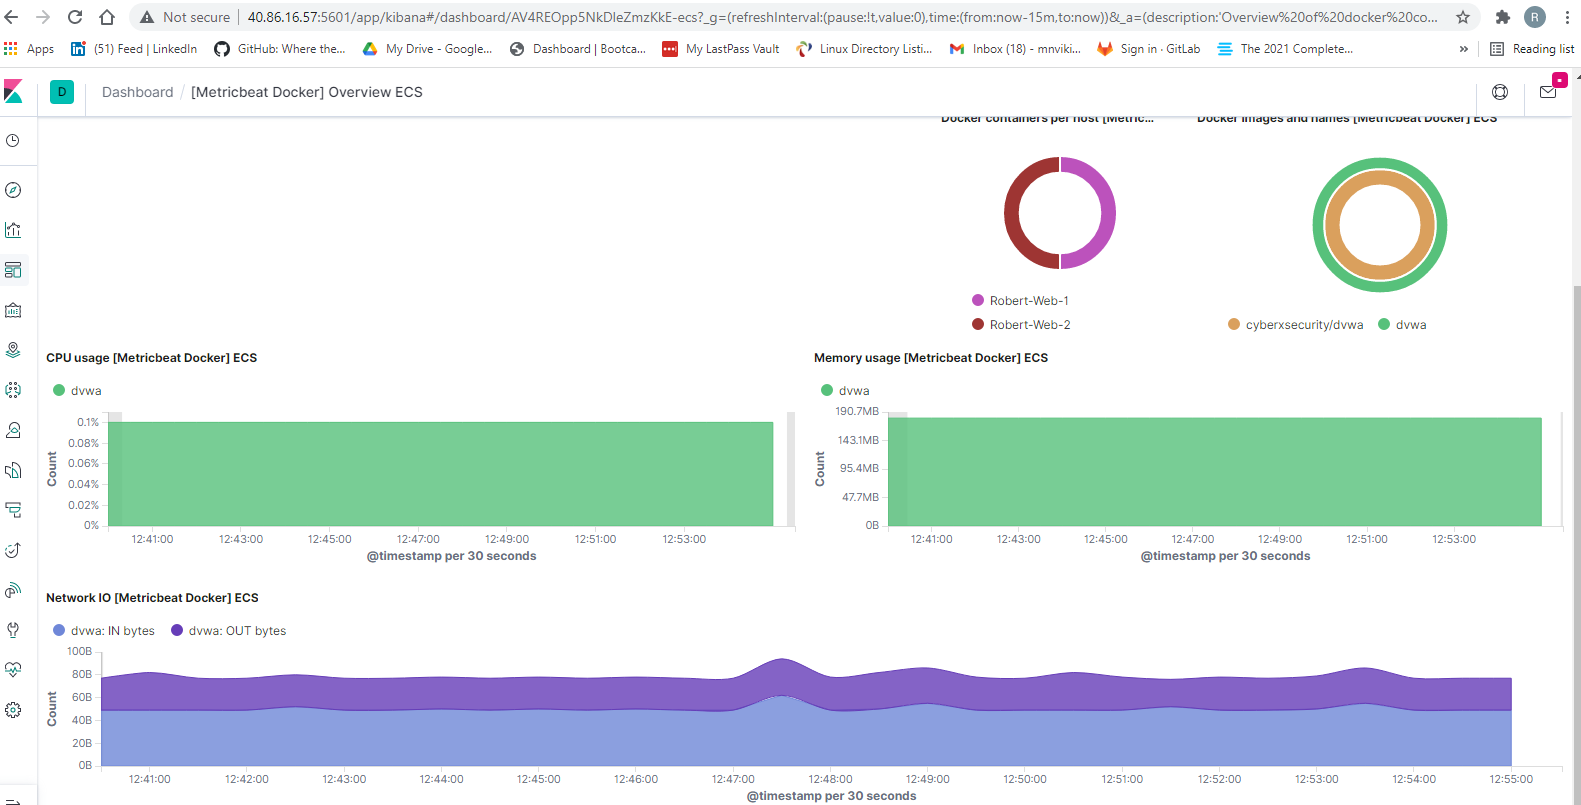 Not secure | 40.86.16.57:5601/app/kibana#/dashboard/AV4REOpp5NkDleZmzKkE-ecs?_g=(refreshInterval:(pause:!t,value:0),time:(from:now-15m,to:now))&_a=(description:'Overview%20of%20docker%20co...
R
Apps (51) Feed | LinkedIn GitHub: Where the... My Drive - Google... Dashboard | Bootca... My LastPass Vault Linux Directory Listi... Inbox (18) - mnviki... Sign in · GitLab The 2021 Complete... » Reading list
D Dashboard / [Metricbeat Docker] Overview ECS
Docker containers per host [Metric... Docker images and names [Metricbeat Docker] ECS
Robert-Web-1
Robert-Web-2
cyberxsecurity/dvwa dvwa
CPU usage [Metricbeat Docker] ECS
dvwa
Count
0.1%
0.08%
0.06%
0.04%
0.02%
0%
12:41:00 12:43:00 12:45:00 12:47:00 12:49:00 12:51:00 12:53:00
@timestamp per 30 seconds
Memory usage [Metricbeat Docker] ECS
dvwa
Count
190.7MB
143.1MB
95.4MB
47.7MB
0B
12:41:00 12:43:00 12:45:00 12:47:00 12:49:00 12:51:00 12:53:00
@timestamp per 30 seconds
Network IO [Metricbeat Docker] ECS
dvwa: IN bytes dvwa: OUT bytes
Count
100B
80B
60B
40B
20B
0B
12:41:00 12:42:00 12:43:00 12:44:00 12:45:00 12:46:00 12:47:00 12:48:00 12:49:00 12:50:00 12:51:00 12:52:00 12:53:00 12:54:00 12:55:00
@timestamp per 30 seconds